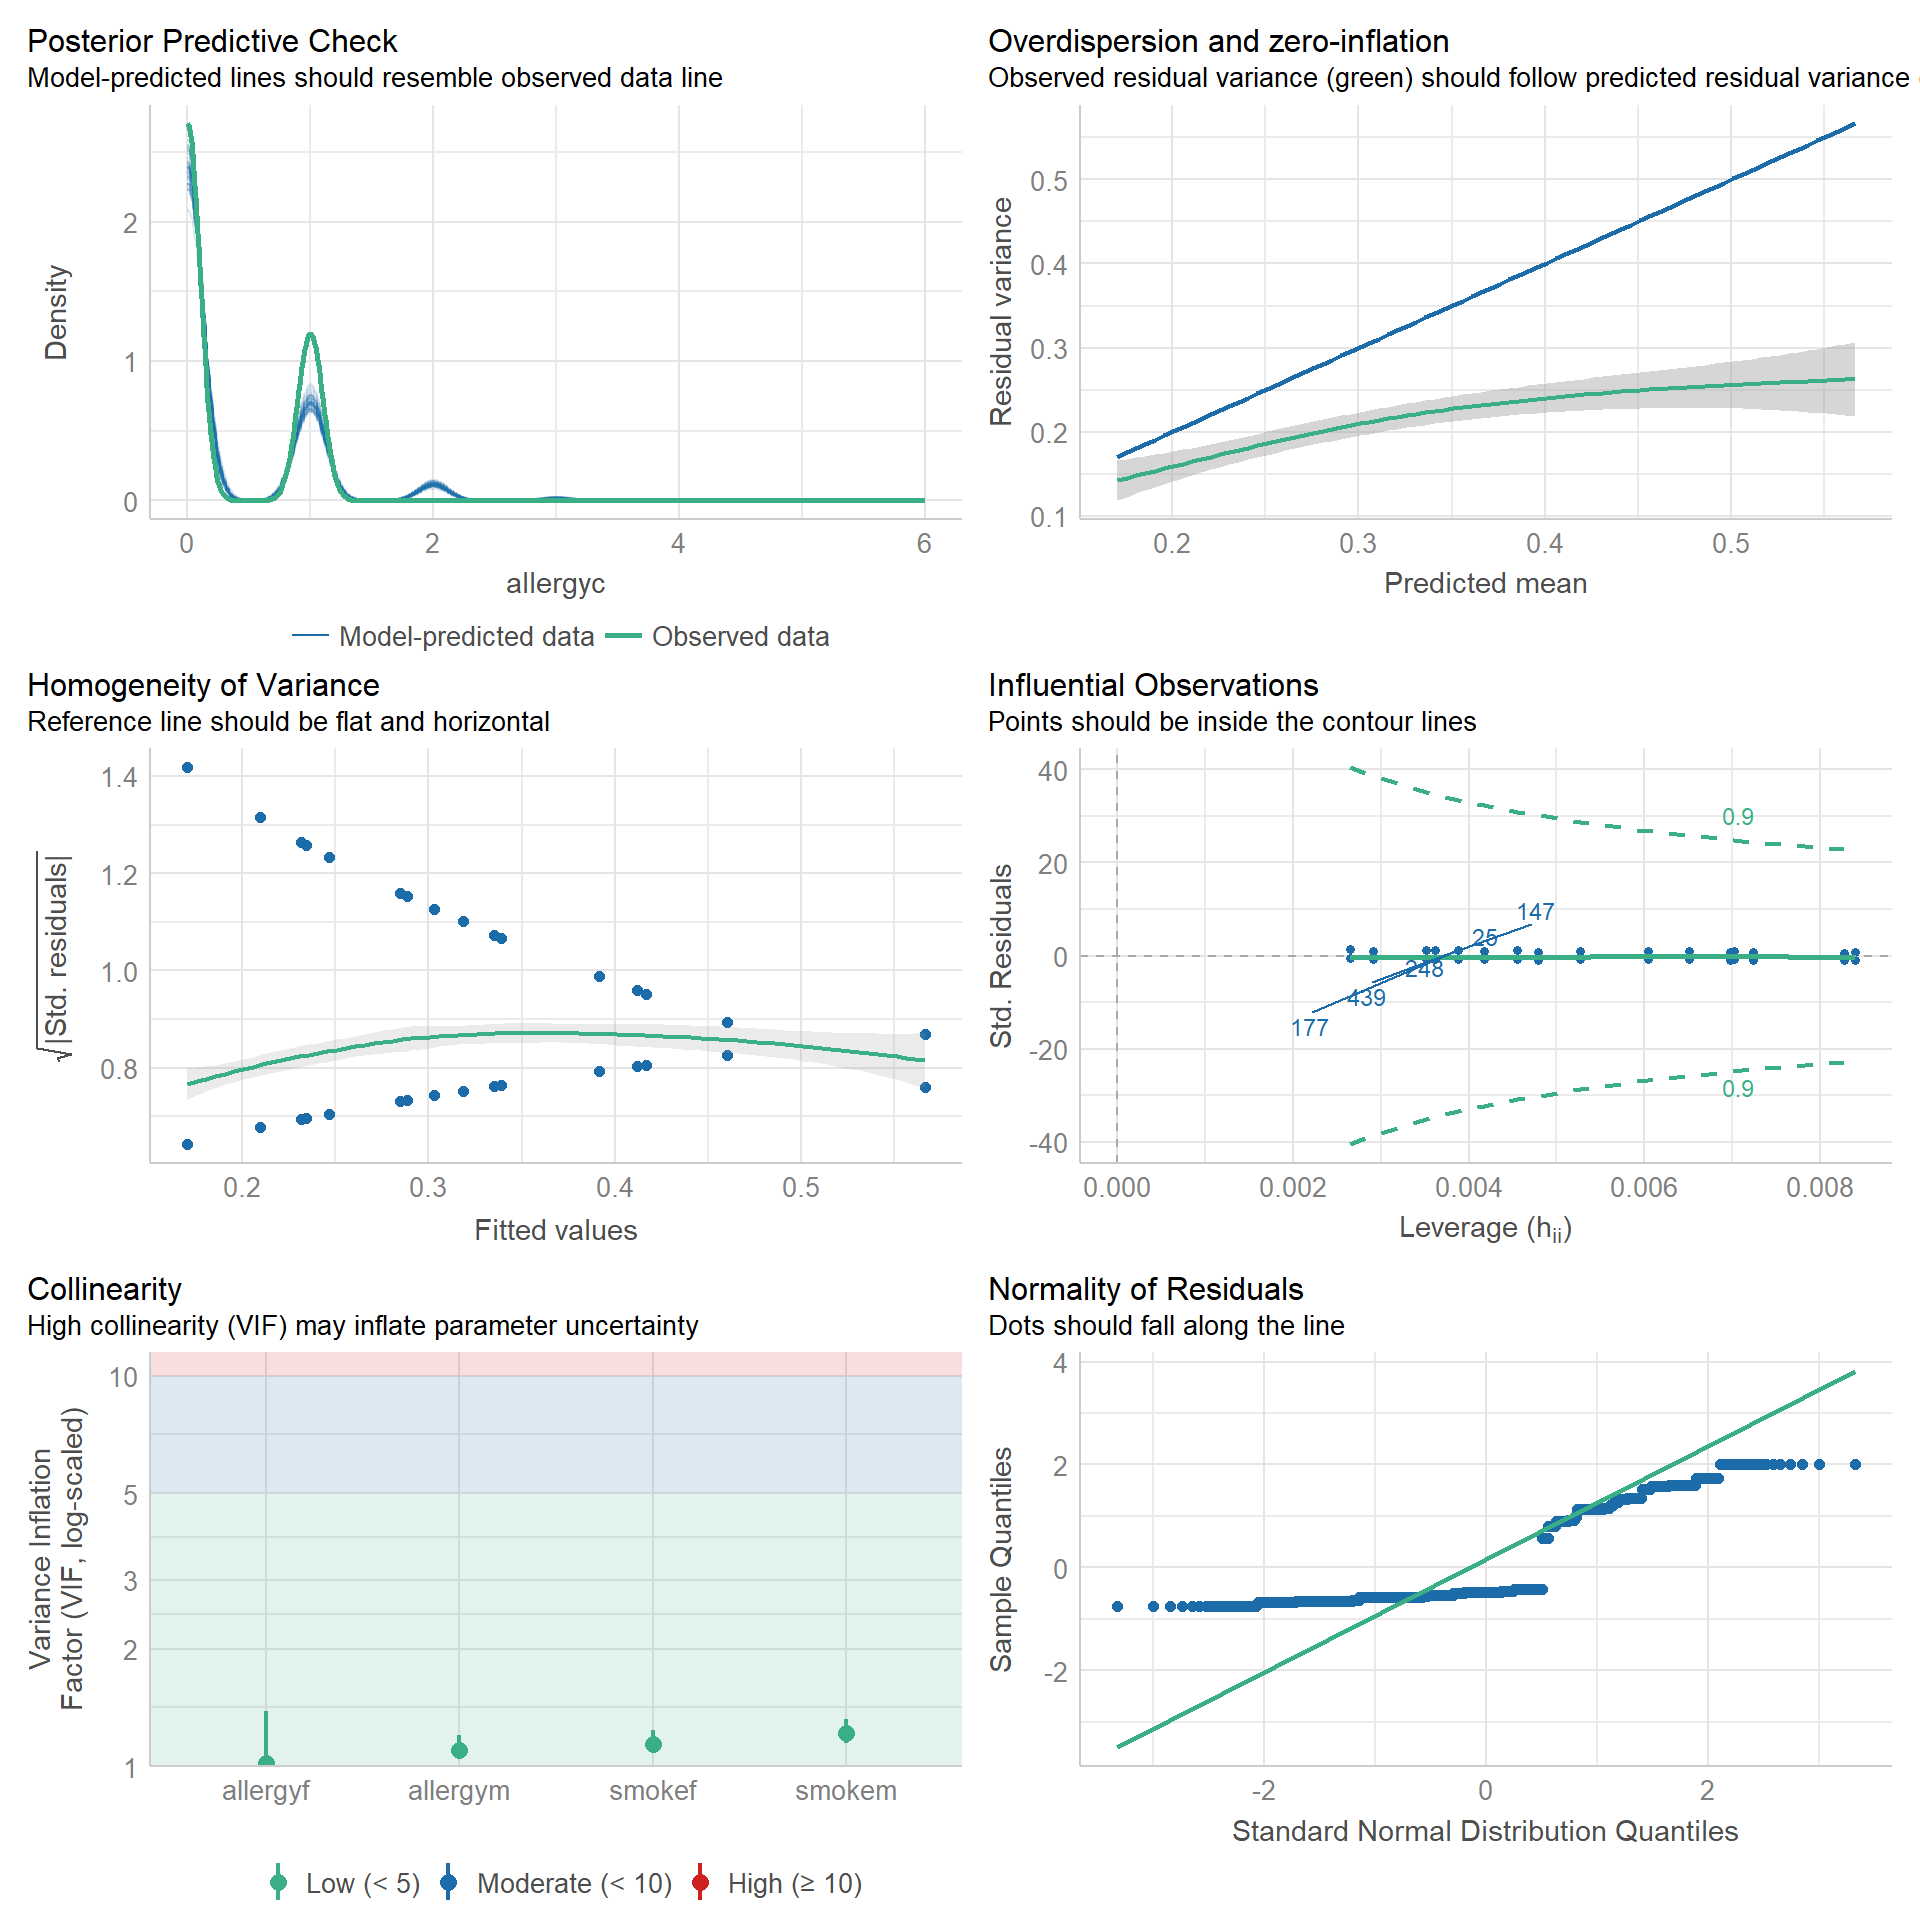 Posterior Predictive Check
Model-predicted lines should resemble observed data line
Density
2
1
0
0
2
4
6
allergyc
Model-predicted data
Observed data
Overdispersion and zero-inflation
Observed residual variance (green) should follow predicted residual variance
Residual variance
0.5
0.4
0.3
0.2
0.1
0.2
0.3
0.4
0.5
Predicted mean
Homogeneity of Variance
Reference line should be flat and horizontal
√|Std. residuals|
1.4
1.2
1.0
0.8
0.2
0.3
0.4
0.5
Fitted values
Influential Observations
Points should be inside the contour lines
Std. Residuals
40
20
0
-20
-40
0.9
147
25
248
439
177
0.9
0.000
0.002
0.004
0.006
0.008
Leverage (hii)
Collinearity
High collinearity (VIF) may inflate parameter uncertainty
Variance Inflation
Factor (VIF, log-scaled)
10
5
3
2
1
allergyf
allergym
smokef
smokem
Low (< 5)
Moderate (< 10)
High (≥ 10)
Normality of Residuals
Dots should fall along the line
Sample Quantiles
4
2
0
-2
-2
0
2
Standard Normal Distribution Quantiles